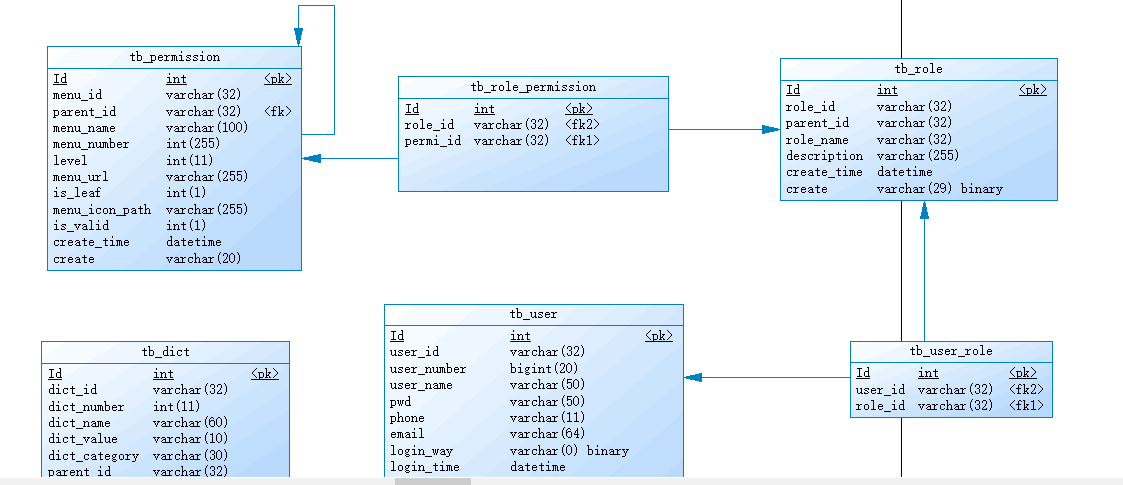 tb_permission
Id int <pk>
menu_id varchar(32)
parent_id varchar(32) <fk>
menu_name varchar(100)
menu_number int(255)
level int(11)
menu_url varchar(255)
is_leaf int(1)
menu_icon_path varchar(255)
is_valid int(1)
create_time datetime
create varchar(20)
tb_role_permission
Id int <pk>
role_id varchar(32) <fk2>
permi_id varchar(32) <fk1>
tb_role
Id int <pk>
role_id varchar(32)
parent_id varchar(32)
role_name varchar(32)
description varchar(255)
create_time datetime
create varchar(29) binary
tb_dict
Id int <pk>
dict_id varchar(32)
dict_number int(11)
dict_name varchar(60)
dict_value varchar(10)
dict_category varchar(30)
parent_id varchar(32)
tb_user
Id int <pk>
user_id varchar(32)
user_number bigint(20)
user_name varchar(50)
pwd varchar(50)
phone varchar(11)
email varchar(64)
login_way varchar(0) binary
login_time datetime
tb_user_role
Id int <pk>
user_id varchar(32) <fk2>
role_id varchar(32) <fk1>